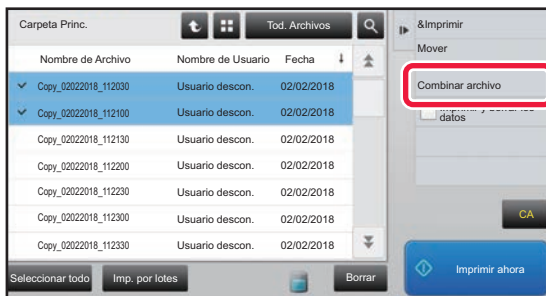 Carpeta Princ.
Tod. Archivos
Nombre de Archivo Nombre de Usuario Fecha
Copy_02022018_112030 Usuario descon. 02/02/2018
Copy_02022018_112100 Usuario descon. 02/02/2018
Copy_02022018_112130 Usuario descon. 02/02/2018
Copy_02022018_112200 Usuario descon. 02/02/2018
Copy_02022018_112230 Usuario descon. 02/02/2018
Copy_02022018_112300 Usuario descon. 02/02/2018
Copy_02022018_112330 Usuario descon. 02/02/2018
Seleccionar todo Imp. por lotes Borrar
&Imprimir
Mover
Combinar archivo
datos
CA
Imprimir ahora